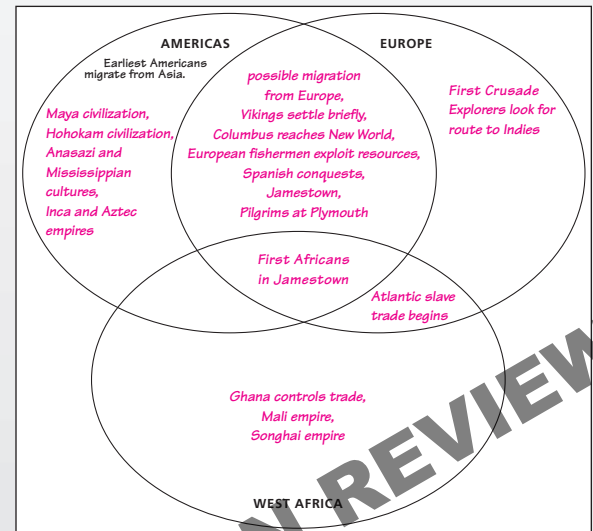 AMERICAS
EUROPE
Earliest Americans
migrate from Asia.
Maya civilization,
Hohokam civilization,
Anasazi and
Mississippian
cultures,
Inca and Aztec
empires
possible migration
from Europe,
Vikings settle briefly,
Columbus reaches New World,
European fishermen exploit resources,
Spanish conquests,
Jamestown,
Pilgrims at Plymouth
First Crusade
Explorers look for
route to Indies
First Africans
in Jamestown
Atlantic slave
trade begins
Ghana controls trade,
Mali empire,
Songhai empire
WEST AFRICA
REVIEW